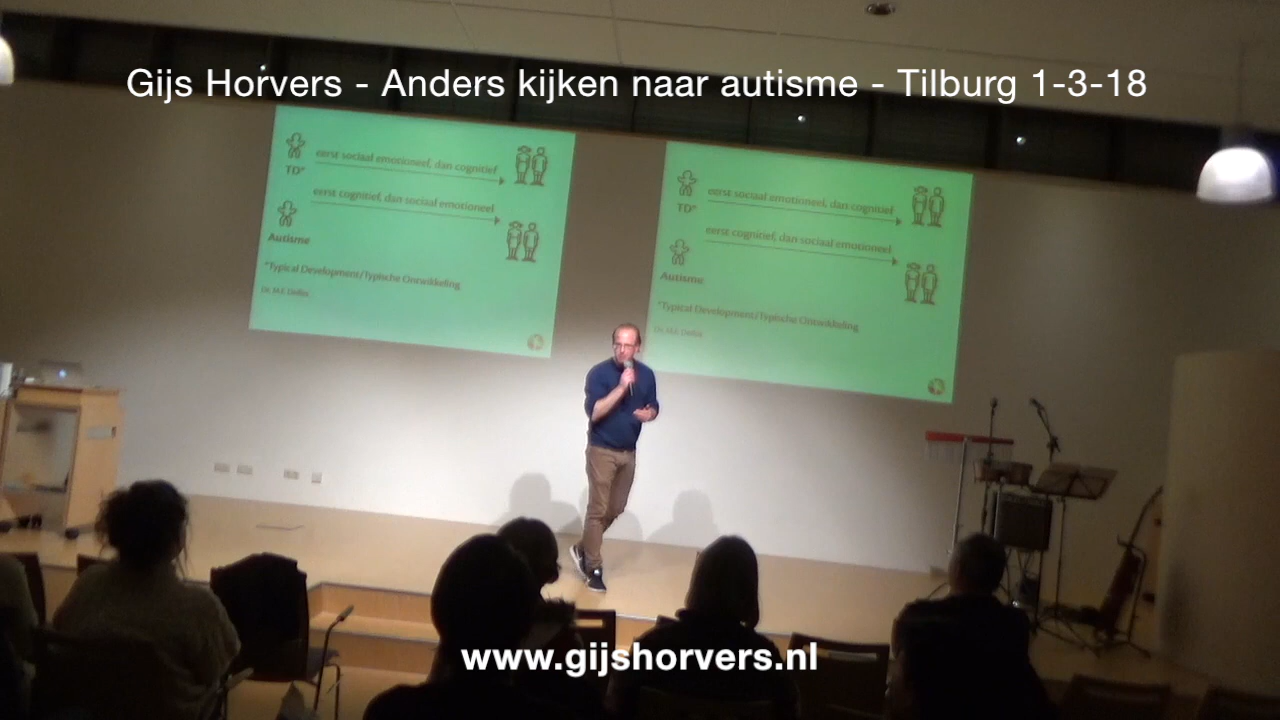 Gijs Horvers - Anders kijken naar autisme - Tilburg 1-3-18
eerst sociaal emotioneel, dan cognitief
TD*
eerst cognitief, dan sociaal emotioneel
Autisme
*Typical Development/Typische Ontwikkeling
eerst sociaal emotioneel, dan cognitief
TD*
eerst cognitief, dan sociaal emotioneel
Autisme
*Typical Development/Typische Ontwikkeling
www.gijshorvers.nl